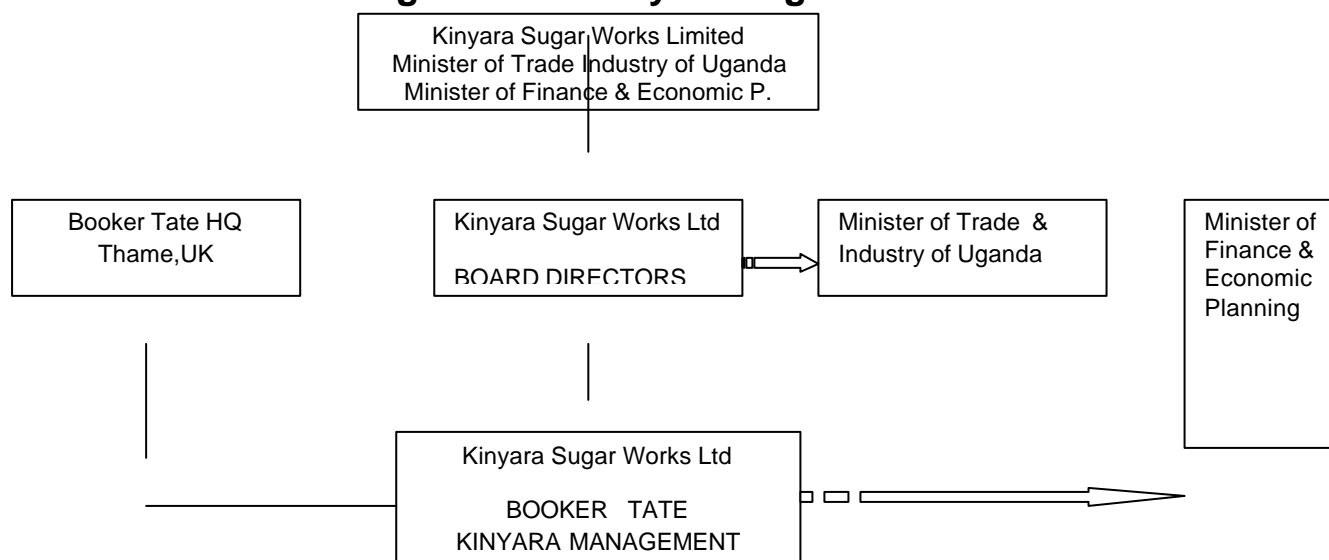 Kinyara Sugar Works Limited
Minister of Trade Industry of Uganda
Minister of Finance & Economic P.
Booker Tate HQ
Thame,UK
Kinyara Sugar Works Ltd
BOARD DIRECTORS
Minister of Trade &
Industry of Uganda
Minister of
Finance &
Economic
Planning
Kinyara Sugar Works Ltd
BOOKER TATE
KINYARA MANAGEMENT